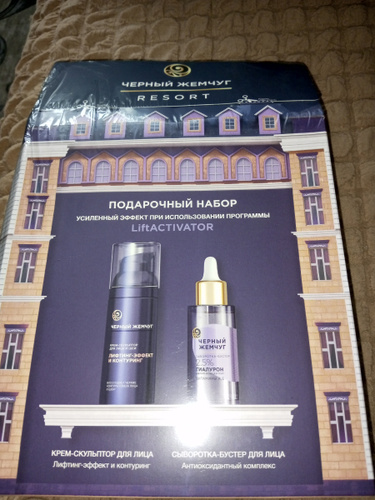 ЧЕРНЫЙ ЖЕМЧУГ
RESORT
ПОДАРОЧНЫЙ НАБОР
УСИЛЕННЫЙ ЭФФЕКТ ПРИ ИСПОЛЬЗОВАНИИ ПРОГРАММЫ
LiftACTIVATOR
ЧЕРНЫЙ ЖЕМЧУГ
ЛИФТИНГ-ЭФФЕКТ
И КОНТУРИНГ
ЧЕРНЫЙ
ЖЕМЧУГ
ГИАЛУРОН
КРЕМ-СКУЛЬПТОР ДЛЯ ЛИЦА
Лифтинг-эффект и контуринг
СЫВОРОТКА-БУСТЕР ДЛЯ ЛИЦА
Антиоксидантный комплекс